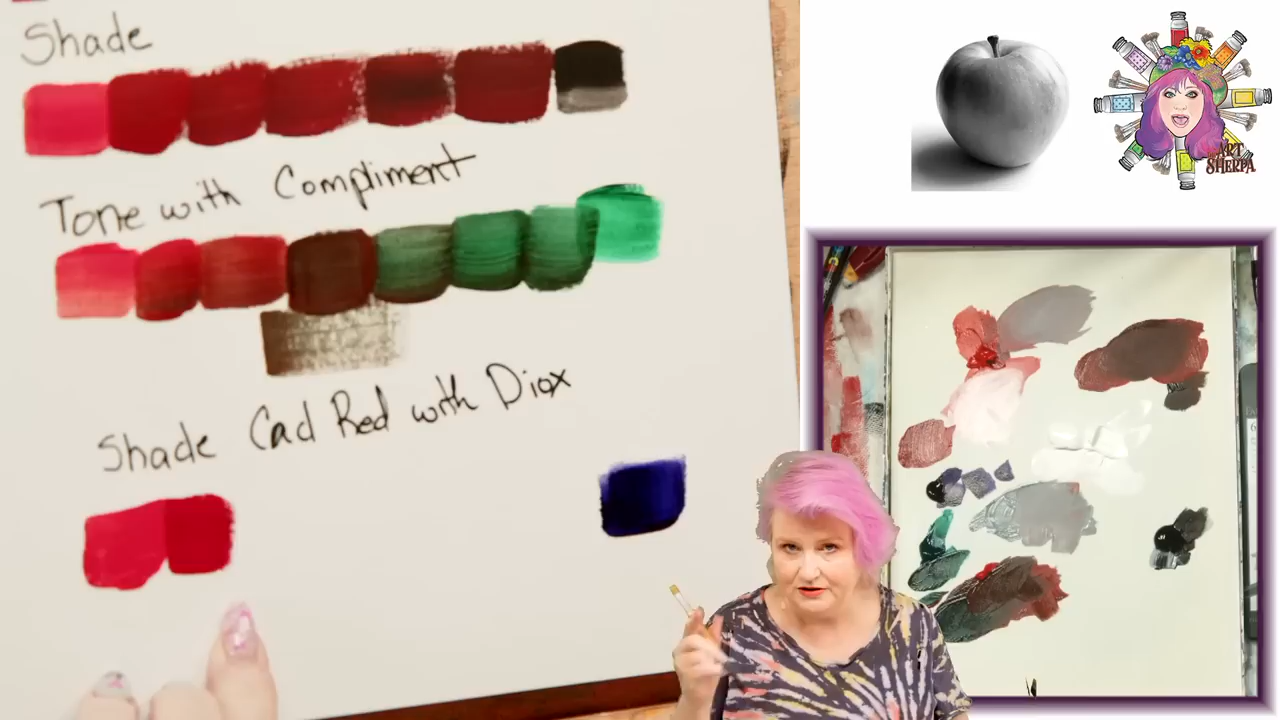 Shade
Tone with Compliment
Shade Cad Red with Diox
ART
SHERPA